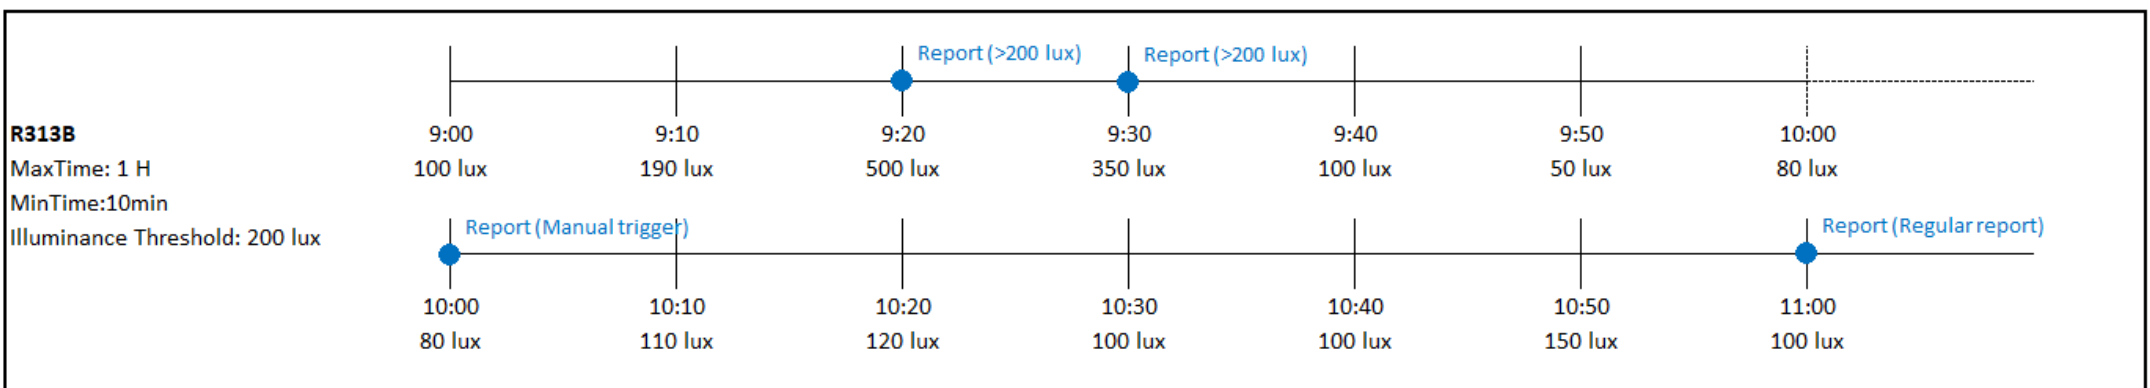 Report (>200 lux) Report (>200 lux)
9:00 9:10 9:20 9:30 9:40 9:50 10:00
100 lux 190 lux 500 lux 350 lux 100 lux 50 lux 80 lux
R313B
MaxTime: 1 H
MinTime:10min
Illuminance Threshold: 200 lux
Report (Manual trigger) Report (Regular report)
10:00 10:10 10:20 10:30 10:40 10:50 11:00
80 lux 110 lux 120 lux 100 lux 100 lux 150 lux 100 lux